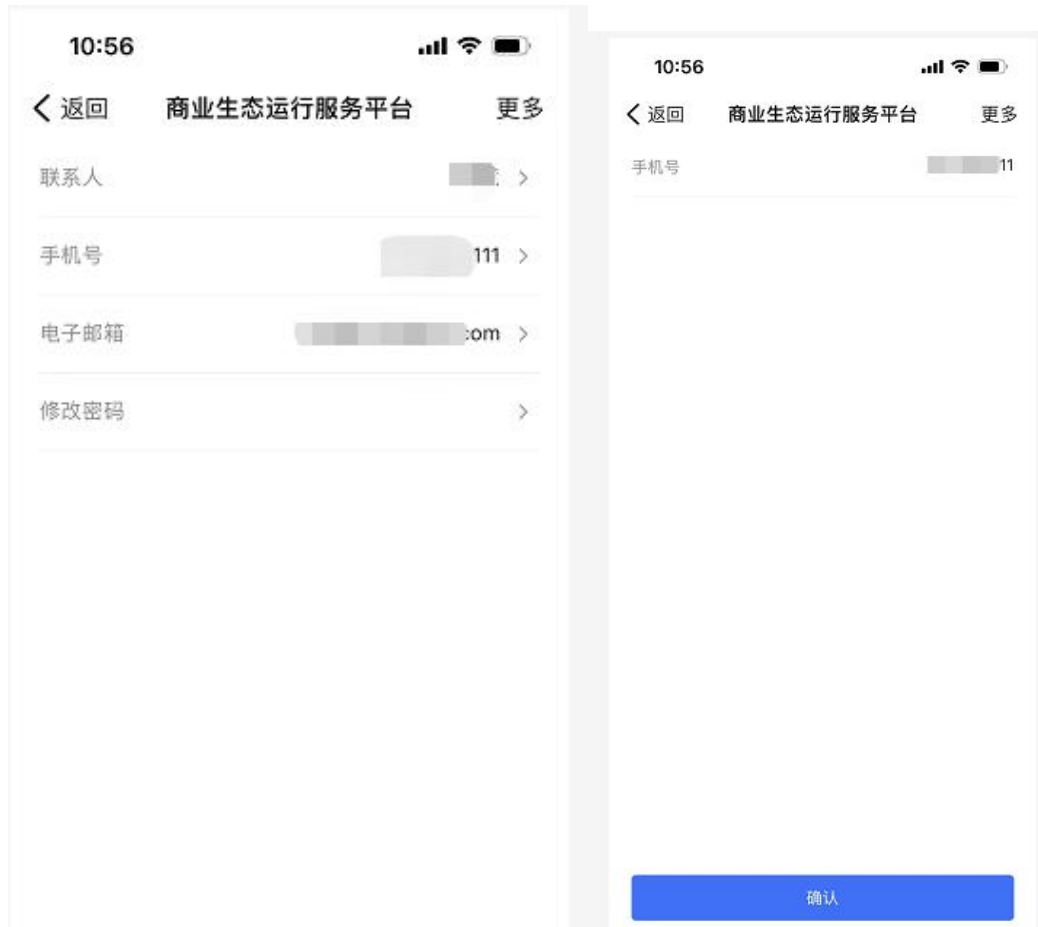 10:56
返回 商业生态运行服务平台 更多
联系人
手机号 111
电子邮箱 com
修改密码
10:56
返回 商业生态运行服务平台 更多
手机号 11
确认